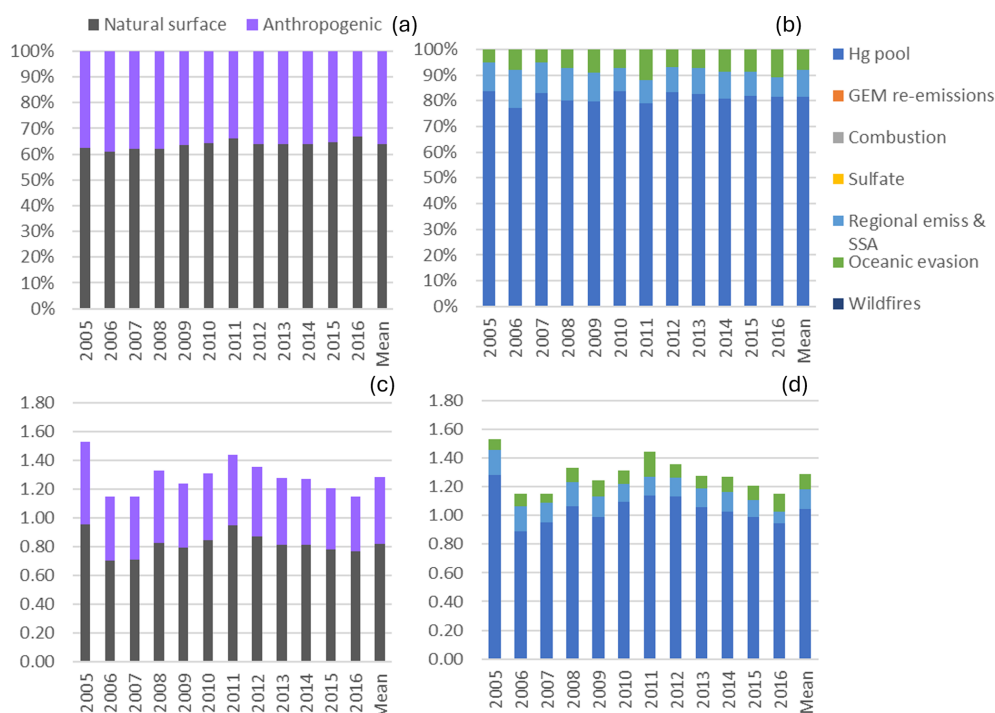 Natural surface Anthropogenic (a)
100%
90%
80%
70%
60%
50%
40%
30%
20%
10%
0%
2005 2006 2007 2008 2009 2010 2011 2012 2013 2014 2015 2016 Mean
(b)
100%
90%
80%
70%
60%
50%
40%
30%
20%
10%
0%
2005 2006 2007 2008 2009 2010 2011 2012 2013 2014 2015 2016 Mean
Hg pool
GEM re-emissions
Combustion
Sulfate
Regional emiss &
SSA
Oceanic evasion
Wildfires
(c)
1.80
1.60
1.40
1.20
1.00
0.80
0.60
0.40
0.20
0.00
2005 2006 2007 2008 2009 2010 2011 2012 2013 2014 2015 2016 Mean
(d)
1.80
1.60
1.40
1.20
1.00
0.80
0.60
0.40
0.20
0.00
2005 2006 2007 2008 2009 2010 2011 2012 2013 2014 2015 2016 Mean